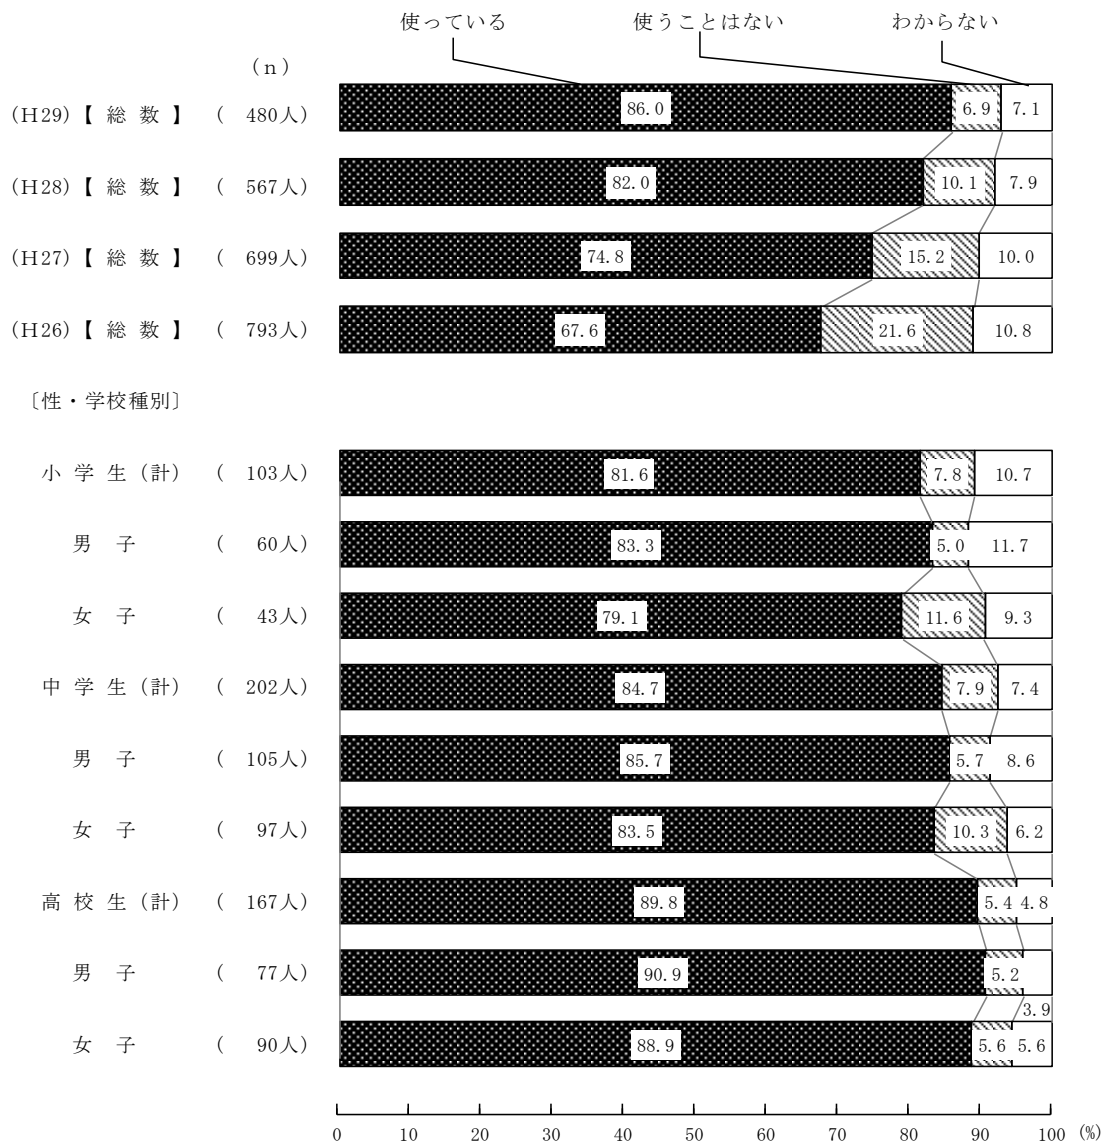 使っている 使うことはない わからない
(n)
(H29)【 総 数 】 ( 480人) 86.0 6.9 7.1
(H28)【 総 数 】 ( 567人) 82.0 10.1 7.9
(H27)【 総 数 】 ( 699人) 74.8 15.2 10.0
(H26)【 総 数 】 ( 793人) 67.6 21.6 10.8
〔性・学校種別〕
小 学 生 (計) ( 103人) 81.6 7.8 10.7
男 子 ( 60人) 83.3 5.0 11.7
女 子 ( 43人) 79.1 11.6 9.3
中 学 生 (計) ( 202人) 84.7 7.9 7.4
男 子 ( 105人) 85.7 5.7 8.6
女 子 ( 97人) 83.5 10.3 6.2
高 校 生 (計) ( 167人) 89.8 5.4 4.8
男 子 ( 77人) 90.9 5.2
3.9
女 子 ( 90人) 88.9 5.6 5.6
0 10 20 30 40 50 60 70 80 90 100 (%)